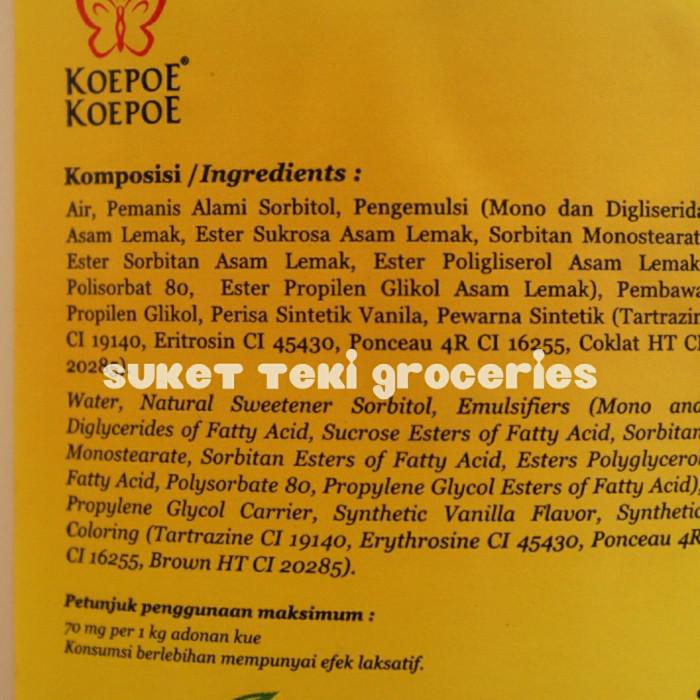 KOEPOE®
KOEPOE
Komposisi /Ingredients :
Air, Pemanis Alami Sorbitol, Pengemulsi (Mono dan Digliserida
Asam Lemak, Ester Sukrosa Asam Lemak, Sorbitan Monostearat
Ester Sorbitan Asam Lemak, Ester Poligliserol Asam Lemak
Polisorbat 80, Ester Propilen Glikol Asam Lemak), Pembawa
Propilen Glikol, Perisa Sintetik Vanila, Pewarna Sintetik (Tartrazin
CI 19140, Eritrosin CI 45430, Ponceau 4R CI 16255, Coklat HT CI
20285).
SUKET TEKI GROCERIES
Water, Natural Sweetener Sorbitol, Emulsifiers (Mono and
Diglycerides of Fatty Acid, Sucrose Esters of Fatty Acid, Sorbitan
Monostearate, Sorbitan Esters of Fatty Acid, Esters Polyglycerol
Fatty Acid, Polysorbate 80, Propylene Glycol Esters of Fatty Acid),
Propylene Glycol Carrier, Synthetic Vanilla Flavor, Synthetic
Coloring (Tartrazine CI 19140, Erythrosine CI 45430, Ponceau 4R
CI 16255, Brown HT CI 20285).
Petunjuk penggunaan maksimum :
70 mg per 1 kg adonan kue
Konsumsi berlebihan mempunyai efek laksatif.